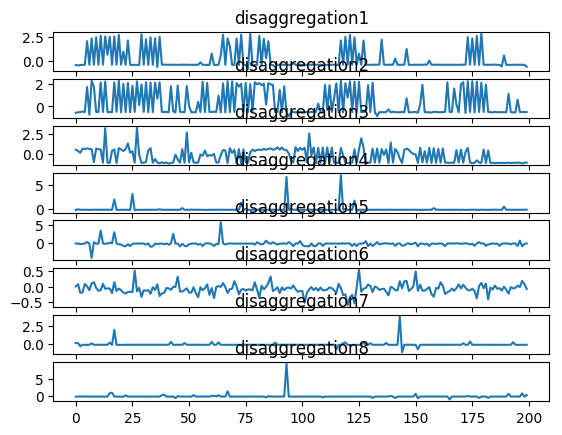 disaggregation1
2.5
0.0
disaggregation2
2
0
disaggregation3
2.5
0.0
disaggregation4
5
0
disaggregation5
5
0
disaggregation6
0.5
0.0
−0.5
disaggregation7
2.5
0.0
disaggregation8
5
0
0 25 50 75 100 125 150 175 200